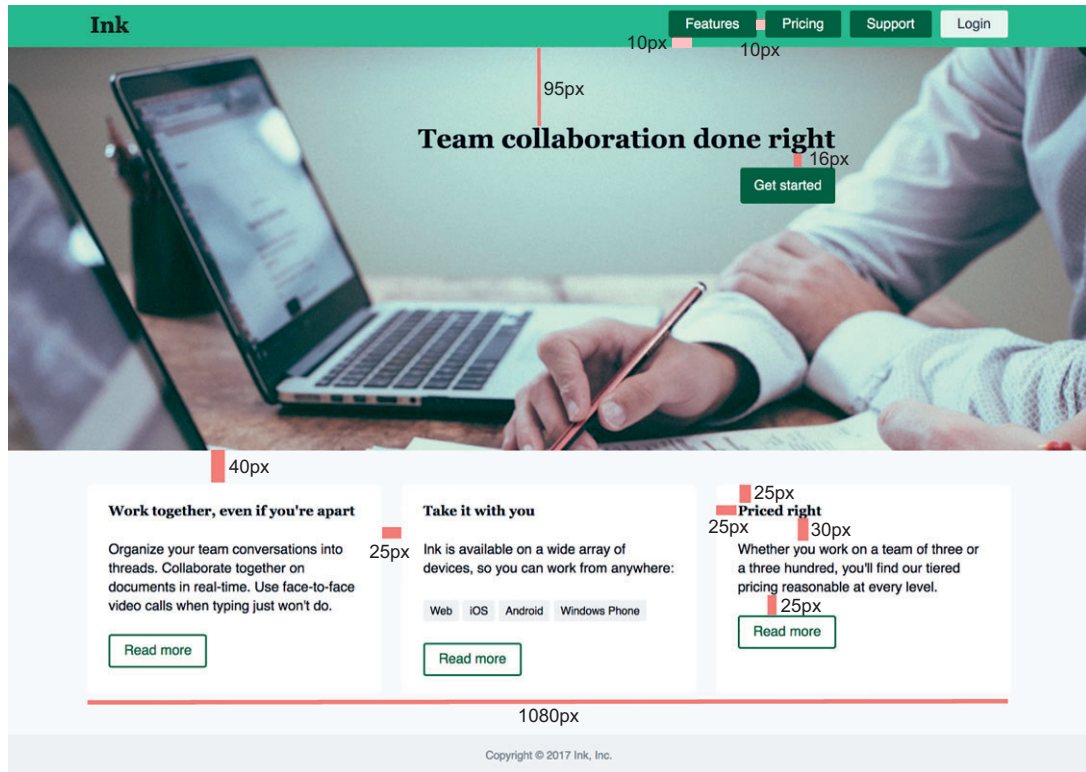 Ink
Features Pricing Support Login
10px 10px
95px
Team collaboration done right
16px
Get started
40px
25px
Work together, even if you're apart
Take it with you
Priced right
25px
25px
30px
Organize your team conversations into
threads. Collaborate together on
documents in real-time. Use face-to-face
video calls when typing just won't do.
Read more
Ink is available on a wide array of
devices, so you can work from anywhere:
Web iOS Android Windows Phone
Read more
Whether you work on a team of three or
a three hundred, you'll find our tiered
pricing reasonable at every level.
25px
Read more
1080px
Copyright © 2017 Ink, Inc.